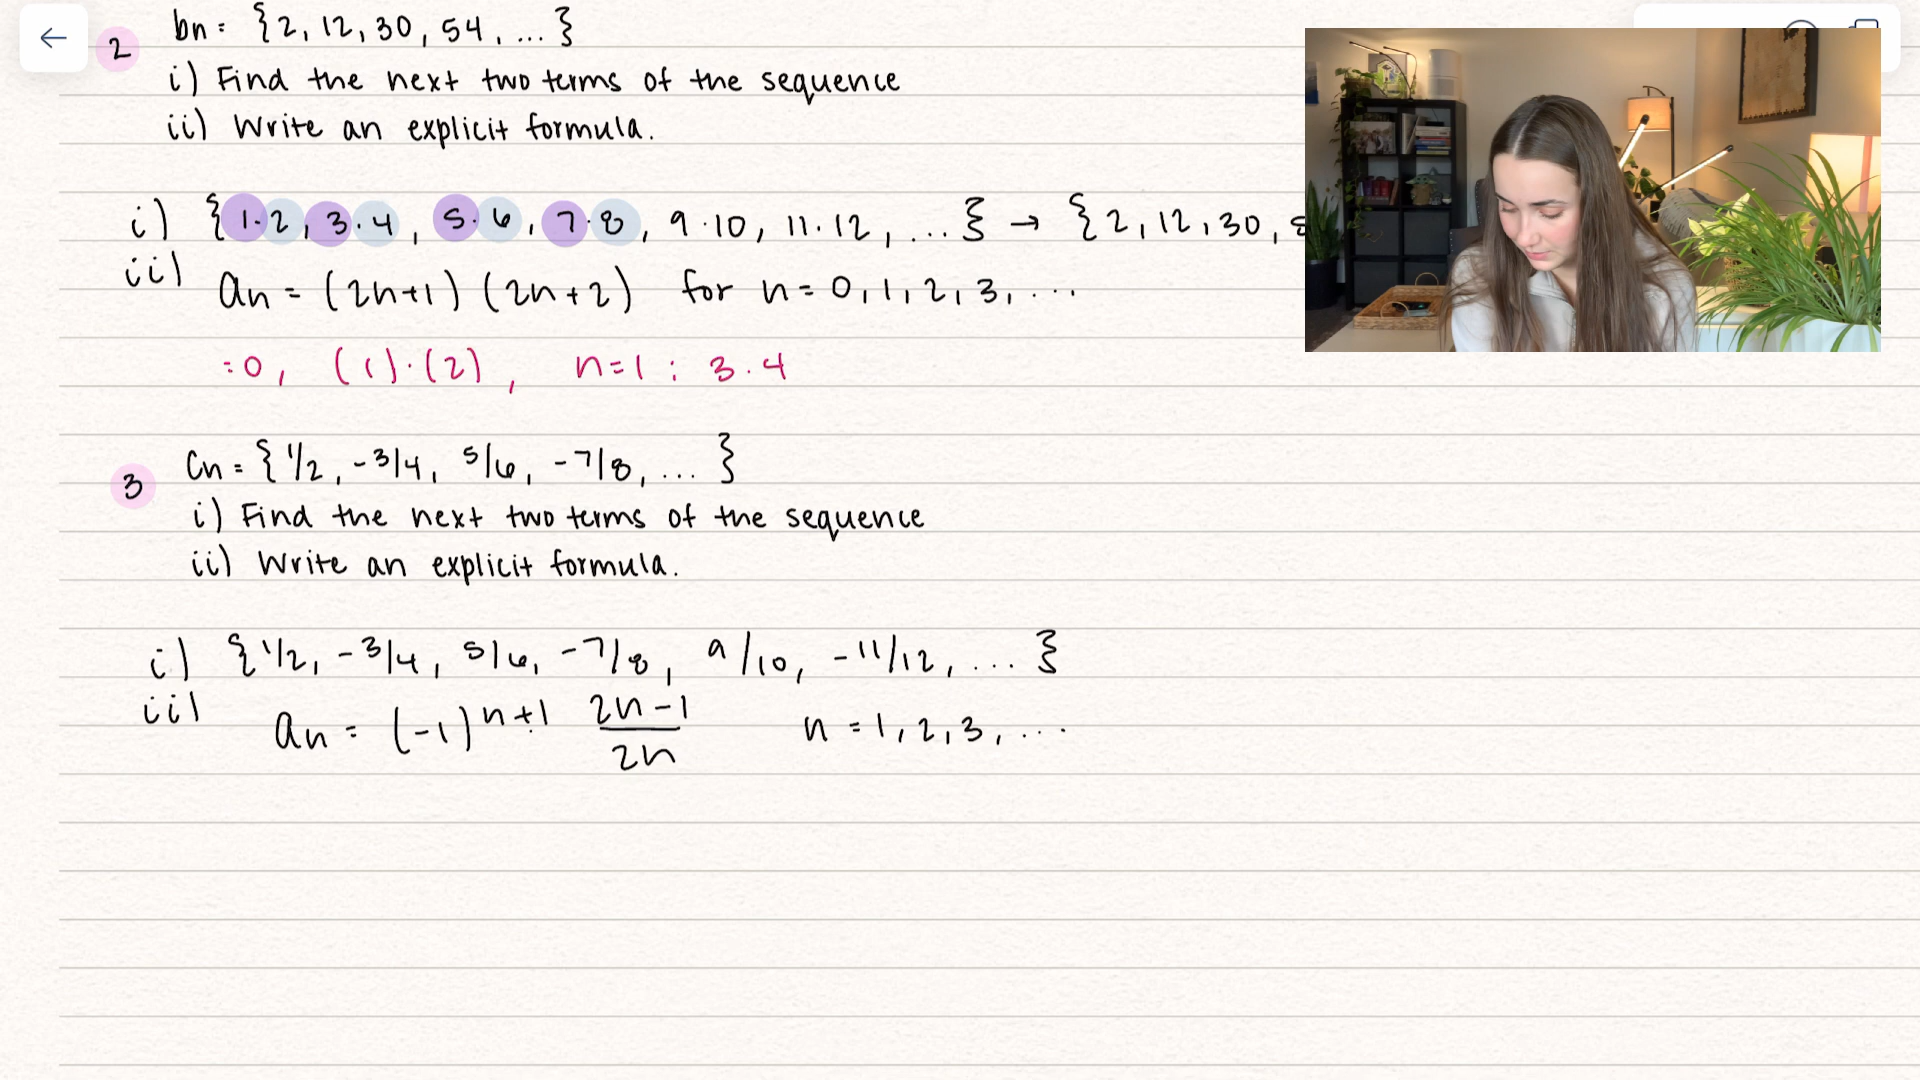 2 bn = {2, 12, 30, 54, ... }
i) Find the next two terms of the sequence
ii) Write an explicit formula.
i) {1·2, 3·4, 5·6, 7·8, 9·10, 11·12, ... } → {2, 12, 30,
ii) an = (2n+1) (2n+2) for n = 0, 1, 2, 3, ...
=0, (1)·(2), n=1 : 3·4
3 Cn = {1/2, -3/4, 5/6, -7/8, ... }
i) Find the next two terms of the sequence
ii) Write an explicit formula.
i) {1/2, -3/4, 5/6, -7/8, 9/10, -11/12, ... }
ii) an = (-1)^n+1 2n-1/2n n = 1, 2, 3, ...